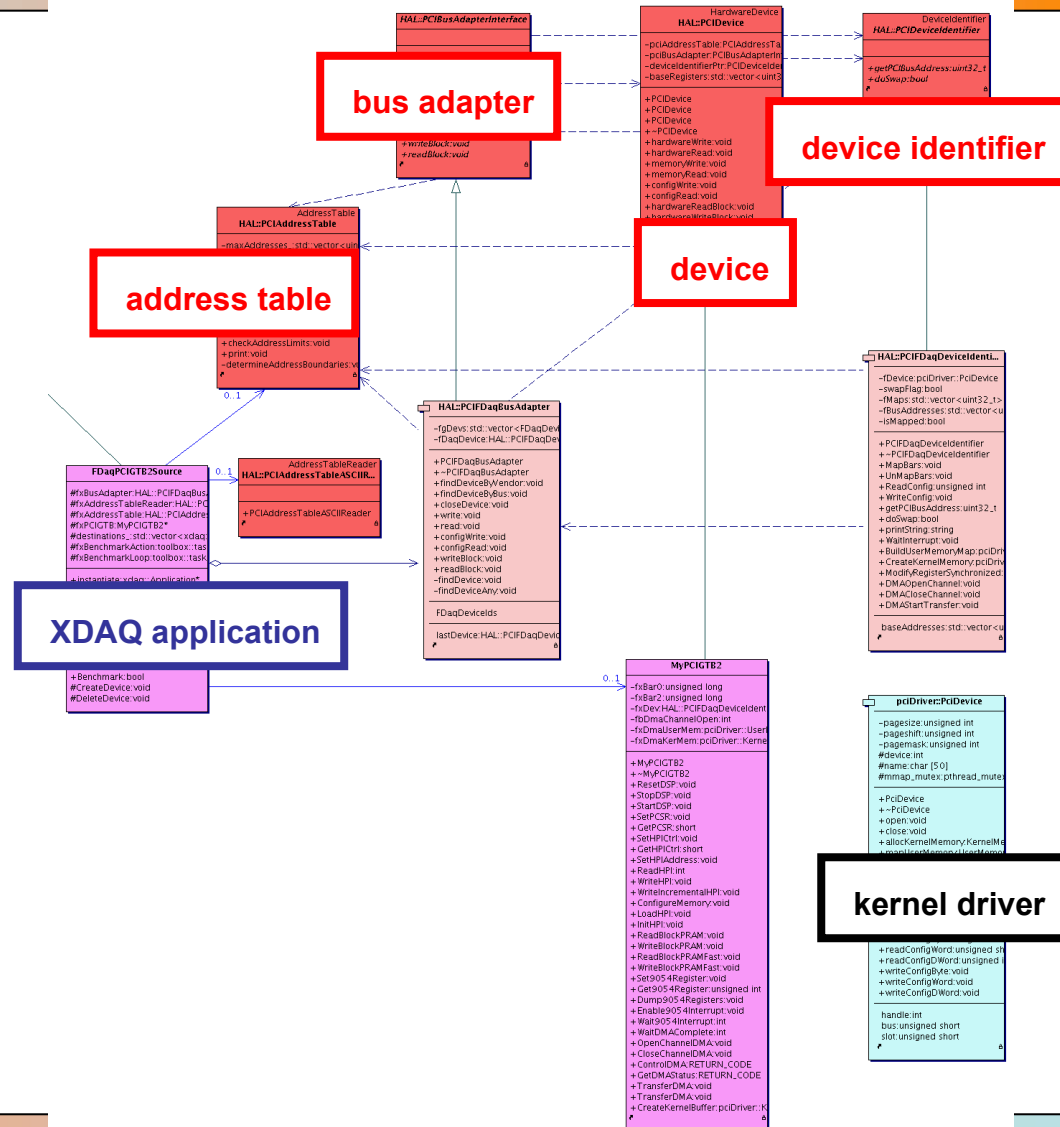 HAL::PCIBusAdapterInterface
bus adapter
+writeBlock:void
+readBlock:void
HardwareDevice
HAL::PCIDevice
-pciAddressTable:PCIAddressTa
-pciBusAdapter:PCIBusAdapterIn
-deviceIdentifierPtr:PCIDeviceIden
-baseRegisters:std::vector<uint3
+PCIDevice
+PCIDevice
+PCIDevice
+~PCIDevice
+hardwareWrite:void
+hardwareRead:void
+memoryWrite:void
+memoryRead:void
+configWrite:void
+configRead:void
+hardwareReadBlock:void
+hardwareWriteBlock:void
device
DeviceIdentifier
HAL::PCIDeviceIdentifier
+getPCIBusAddress:uint32_t
+doSwap:bool
device identifier
AddressTable
HAL::PCIAddressTable
-maxAddresses_:std::vector<uin
address table
+checkAddressLimits:void
+print:void
-determineAddressBoundaries:v
0..1
FDaqPCIGTB2Source
#fxBusAdapter:HAL::PCIFDaqBus
#fxAddressTableReader:HAL::PC
#fxAddressTable:HAL::PCIAddres
#fxPCIGTB:MyPCIGTB2*
#destinations_:std::vector<xdaq:
#fxBenchmarkAction:toolbox::tas
#fxBenchmarkLoop:toolbox::task
+instantiate:xdaq::Application*
XDAQ application
+Benchmark:bool
#CreateDevice:void
#DeleteDevice:void
0..1
AddressTableReader
HAL::PCIAddressTableASCIIR...
+PCIAddressTableASCIIReader
HAL::PCIFDaqBusAdapter
-fgDevs:std::vector<FDaqDevi
-fDaqDevice:HAL::PCIFDaqDev
+PCIFDaqBusAdapter
+~PCIFDaqBusAdapter
+findDeviceByVendor:void
+findDeviceByBus:void
+closeDevice:void
+write:void
+read:void
+configWrite:void
+configRead:void
+writeBlock:void
+readBlock:void
-findDevice:void
-findDeviceAny:void
FDaqDeviceIds
lastDevice:HAL::PCIFDaqDevic
HAL::PCIFDaqDeviceIdenti...
-fDevice:pciDriver::PciDevice
-swapFlag:bool
-fMaps:std::vector<uint32_t>
-fBusAddresses:std::vector<u
-isMapped:bool
+PCIFDaqDeviceIdentifier
+~PCIFDaqDeviceIdentifier
+MapBars:void
+UnMapBars:void
+ReadConfig:unsigned int
+WriteConfig:void
+getPCIBusAddress:uint32_t
+doSwap:bool
+printString:string
+WaitInterrupt:void
+BuildUserMemoryMap:pciDriv
+CreateKernelMemory:pciDriv
+ModifyRegisterSynchronized:
+DMAOpenChannel:void
+DMACloseChannel:void
+DMAStartTransfer:void
baseAddresses:std::vector<u
0..1
MyPCIGTB2
-fxBar0:unsigned long
-fxBar2:unsigned long
-fxDev:HAL::PCIFDaqDeviceIdent
-fbDmaChannelOpen:int
-fxDmaUserMem:pciDriver::UserM
-fxDmaKerMem:pciDriver::Kerne
+MyPCIGTB2
+~MyPCIGTB2
+ResetDSP:void
+StopDSP:void
+StartDSP:void
+SetPCSR:void
+GetPCSR:short
+SetHPICtrl:void
+GetHPICtrl:short
+SetHPIAddress:void
+ReadHPI:int
+WriteHPI:void
+WriteIncrementalHPI:void
+ConfigureMemory:void
+LoadHPI:void
+InitHPI:void
+ReadBlockPRAM:void
+WriteBlockPRAM:void
+ReadBlockPRAMFast:void
+WriteBlockPRAMFast:void
+Set9054Register:void
+Get9054Register:unsigned int
+Dump9054Registers:void
+Enable9054Interrupt:void
+Wait9054Interrupt:int
+WaitDMAComplete:int
+OpenChannelDMA:void
+CloseChannelDMA:void
+ControlDMA:RETURN_CODE
+GetDMAStatus:RETURN_CODE
+TransferDMA:void
+TransferDMA:void
+CreateKernelBuffer:pciDriver::K
pciDriver::PciDevice
-pagesize:unsigned int
-pageshift:unsigned int
-pagemask:unsigned int
#device:int
#name:char [50]
#mmap_mutex:pthread_mutex
+PciDevice
+~PciDevice
+open:void
+close:void
+allocKernelMemory:KernelMe
+mapUserMemory:UserMemo
kernel driver
+readConfigWord:unsigned sh
+readConfigDWord:unsigned i
+writeConfigByte:void
+writeConfigWord:void
+writeConfigDWord:void
handle:int
bus:unsigned short
slot:unsigned short